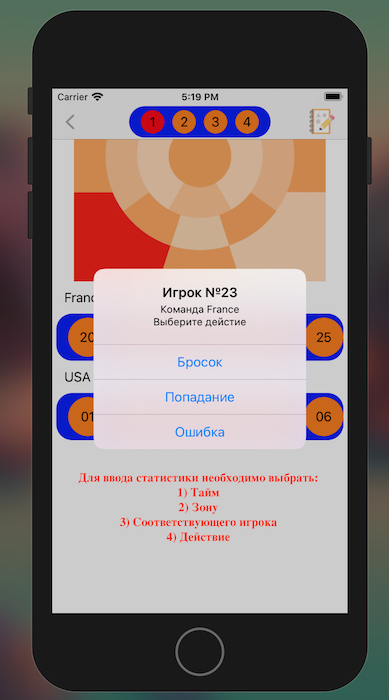 Carrier 5:19 PM
1 2 3 4
Игрок №23
Команда France
Выберите дейстие
Franc
20 25
Бросок
USA
Попадание
01 06
Ошибка
Для ввода статистики необходимо выбрать:
1) Тайм
2) Зону
3) Соответствующего игрока
4) Действие